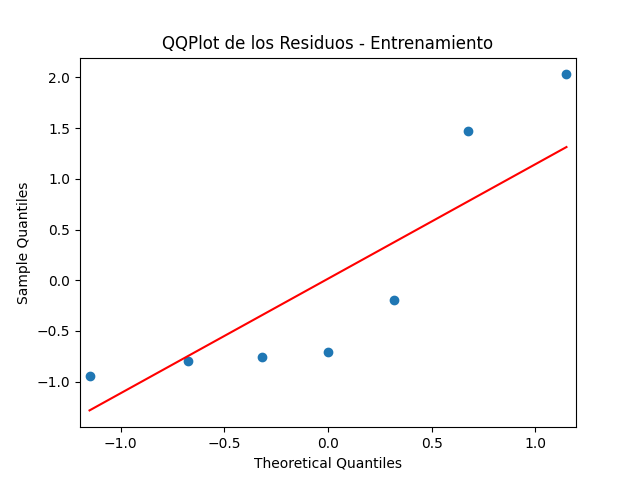 QQPlot de los Residuos - Entrenamiento
2.0
1.5
1.0
0.5
0.0
−0.5
−1.0
Sample Quantiles
−1.0 −0.5 0.0 0.5 1.0
Theoretical Quantiles